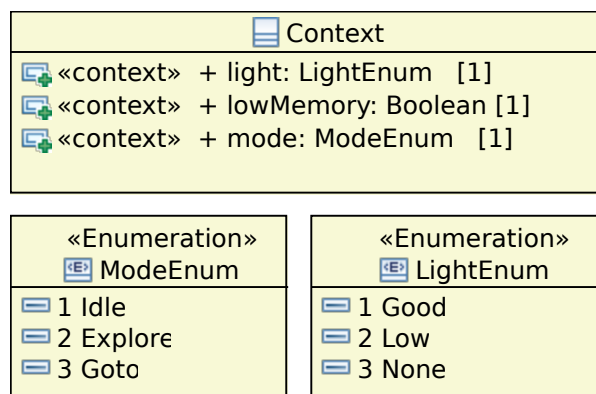 Context
«context» + light: LightEnum [1]
«context» + lowMemory: Boolean [1]
«context» + mode: ModeEnum [1]
«Enumeration»
<E> ModeEnum
1 Idle
2 Explore
3 Goto
«Enumeration»
<E> LightEnum
1 Good
2 Low
3 None